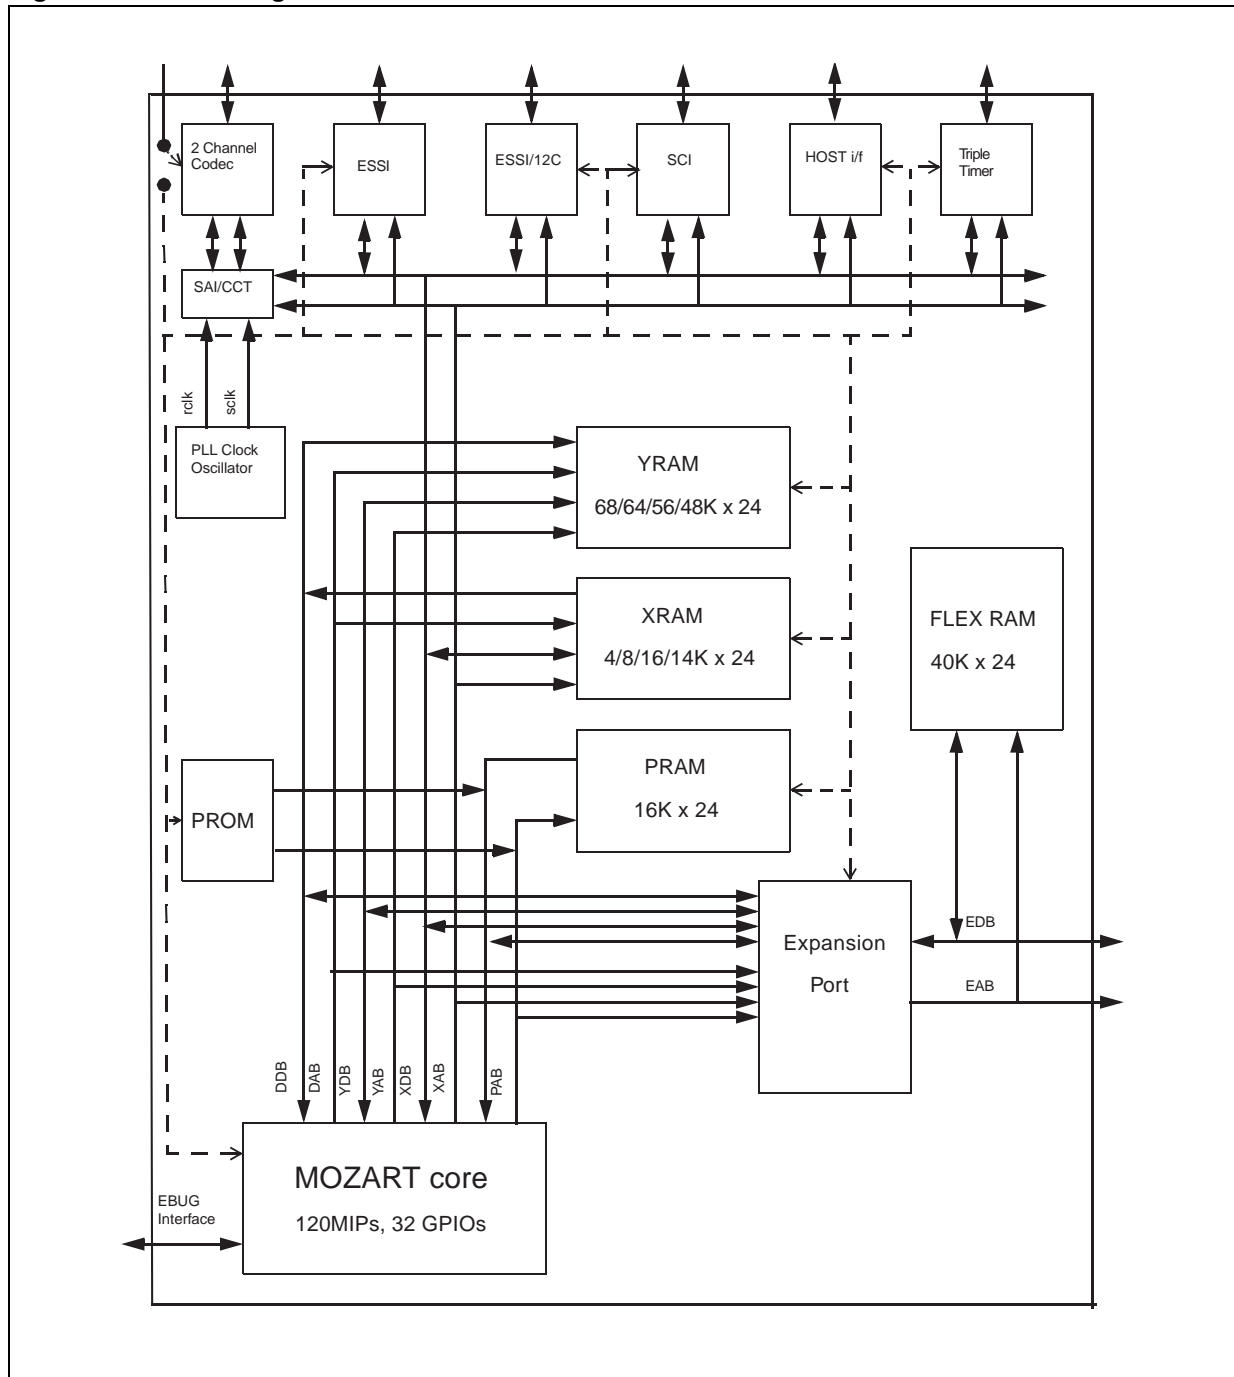 2 Channel
Codec
ESSI
ESSI/12C
SCI
HOST i/f
Triple
Timer
SAI/CCT
rclk
sclk
PLL Clock
Oscillator
YRAM
68/64/56/48K x 24
XRAM
4/8/16/14K x 24
FLEX RAM
40K x 24
PRAM
16K x 24
PROM
Expansion
Port
EDB
EAB
DDB
DAB
YDB
YAB
XDB
XAB
PAB
MOZART core
120MIPs, 32 GPIOs
EBUG
Interface